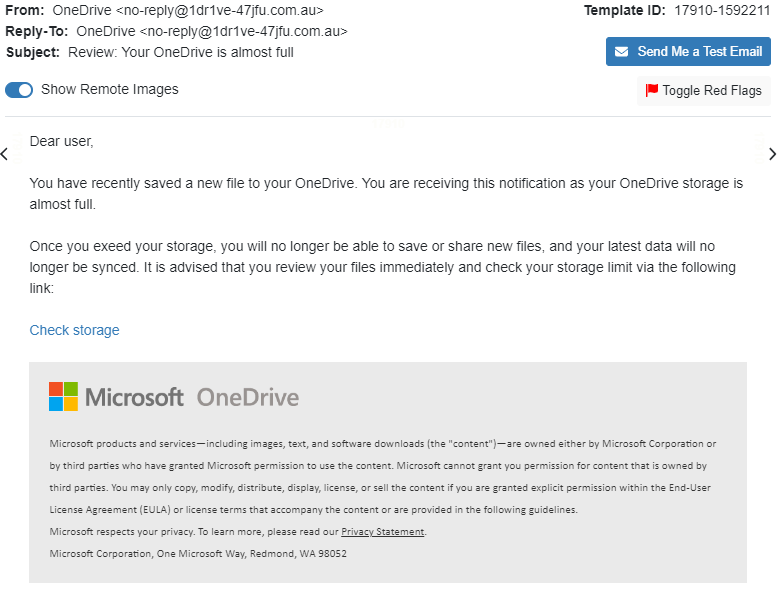 From: OneDrive <no-reply@1dr1ve-47jfu.com.au>
Template ID: 17910-1592211
Reply-To: OneDrive <no-reply@1dr1ve-47jfu.com.au>
Subject: Review: Your OneDrive is almost full
Send Me a Test Email
Show Remote Images
Toggle Red Flags
Dear user,
You have recently saved a new file to your OneDrive. You are receiving this notification as your OneDrive storage is
almost full.
Once you exeed your storage, you will no longer be able to save or share new files, and your latest data will no
longer be synced. It is advised that you review your files immediately and check your storage limit via the following
link:
Check storage
Microsoft OneDrive
Microsoft products and services—including images, text, and software downloads (the "content")—are owned either by Microsoft Corporation or
by third parties who have granted Microsoft permission to use the content. Microsoft cannot grant you permission for content that is owned by
third parties. You may only copy, modify, distribute, display, license, or sell the content if you are granted explicit permission within the End-User
License Agreement (EULA) or license terms that accompany the content or are provided in the following guidelines.
Microsoft respects your privacy. To learn more, please read our Privacy Statement.
Microsoft Corporation, One Microsoft Way, Redmond, WA 98052